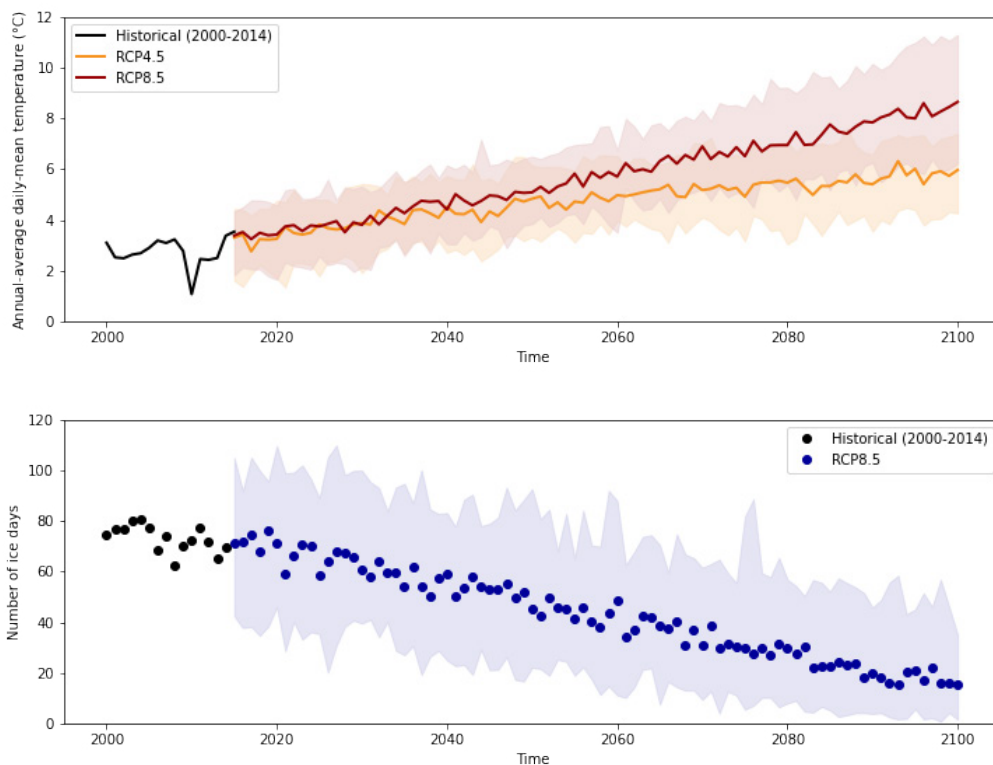 Annual-average daily-mean temperature (°C)
12
10
8
6
4
2
0
Historical (2000-2014)
RCP4.5
RCP8.5
2000 2020 2040 2060 2080 2100
Time
Number of ice days
120
100
80
60
40
20
0
Historical (2000-2014)
RCP8.5
2000 2020 2040 2060 2080 2100
Time